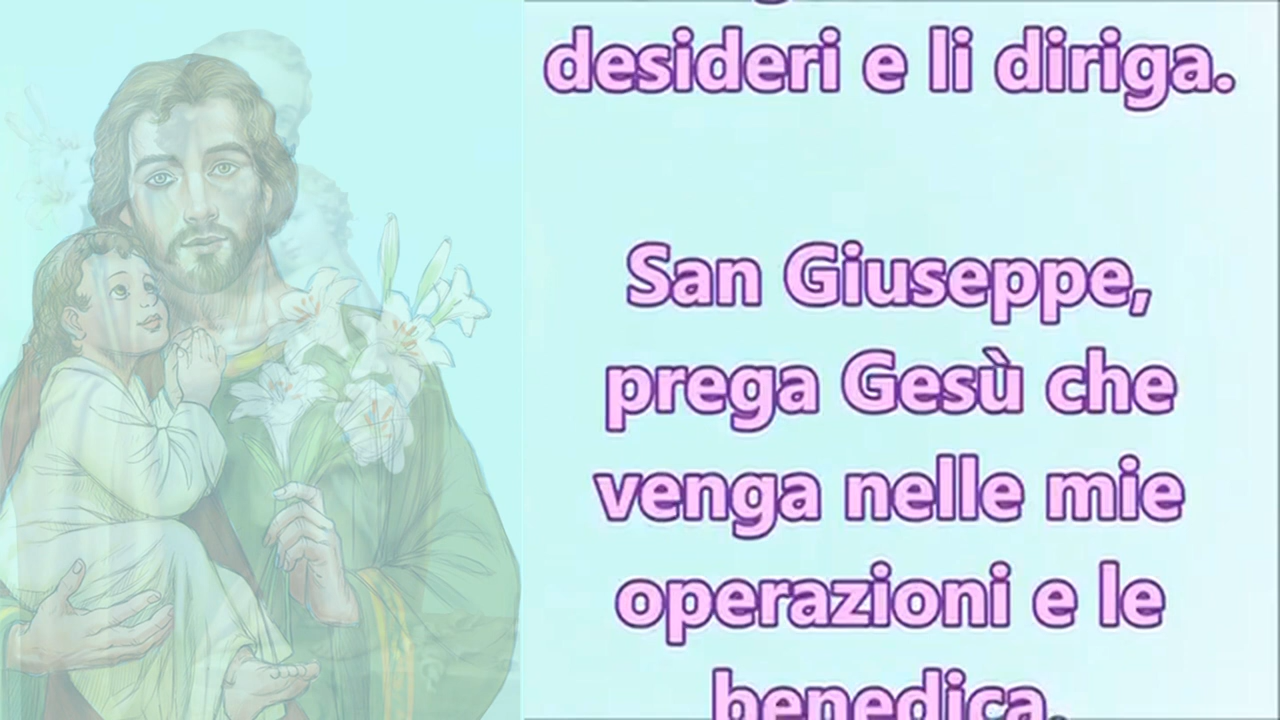 desideri e li diriga.
San Giuseppe,
prega Gesù che
venga nelle mie
operazioni e le
benedica.